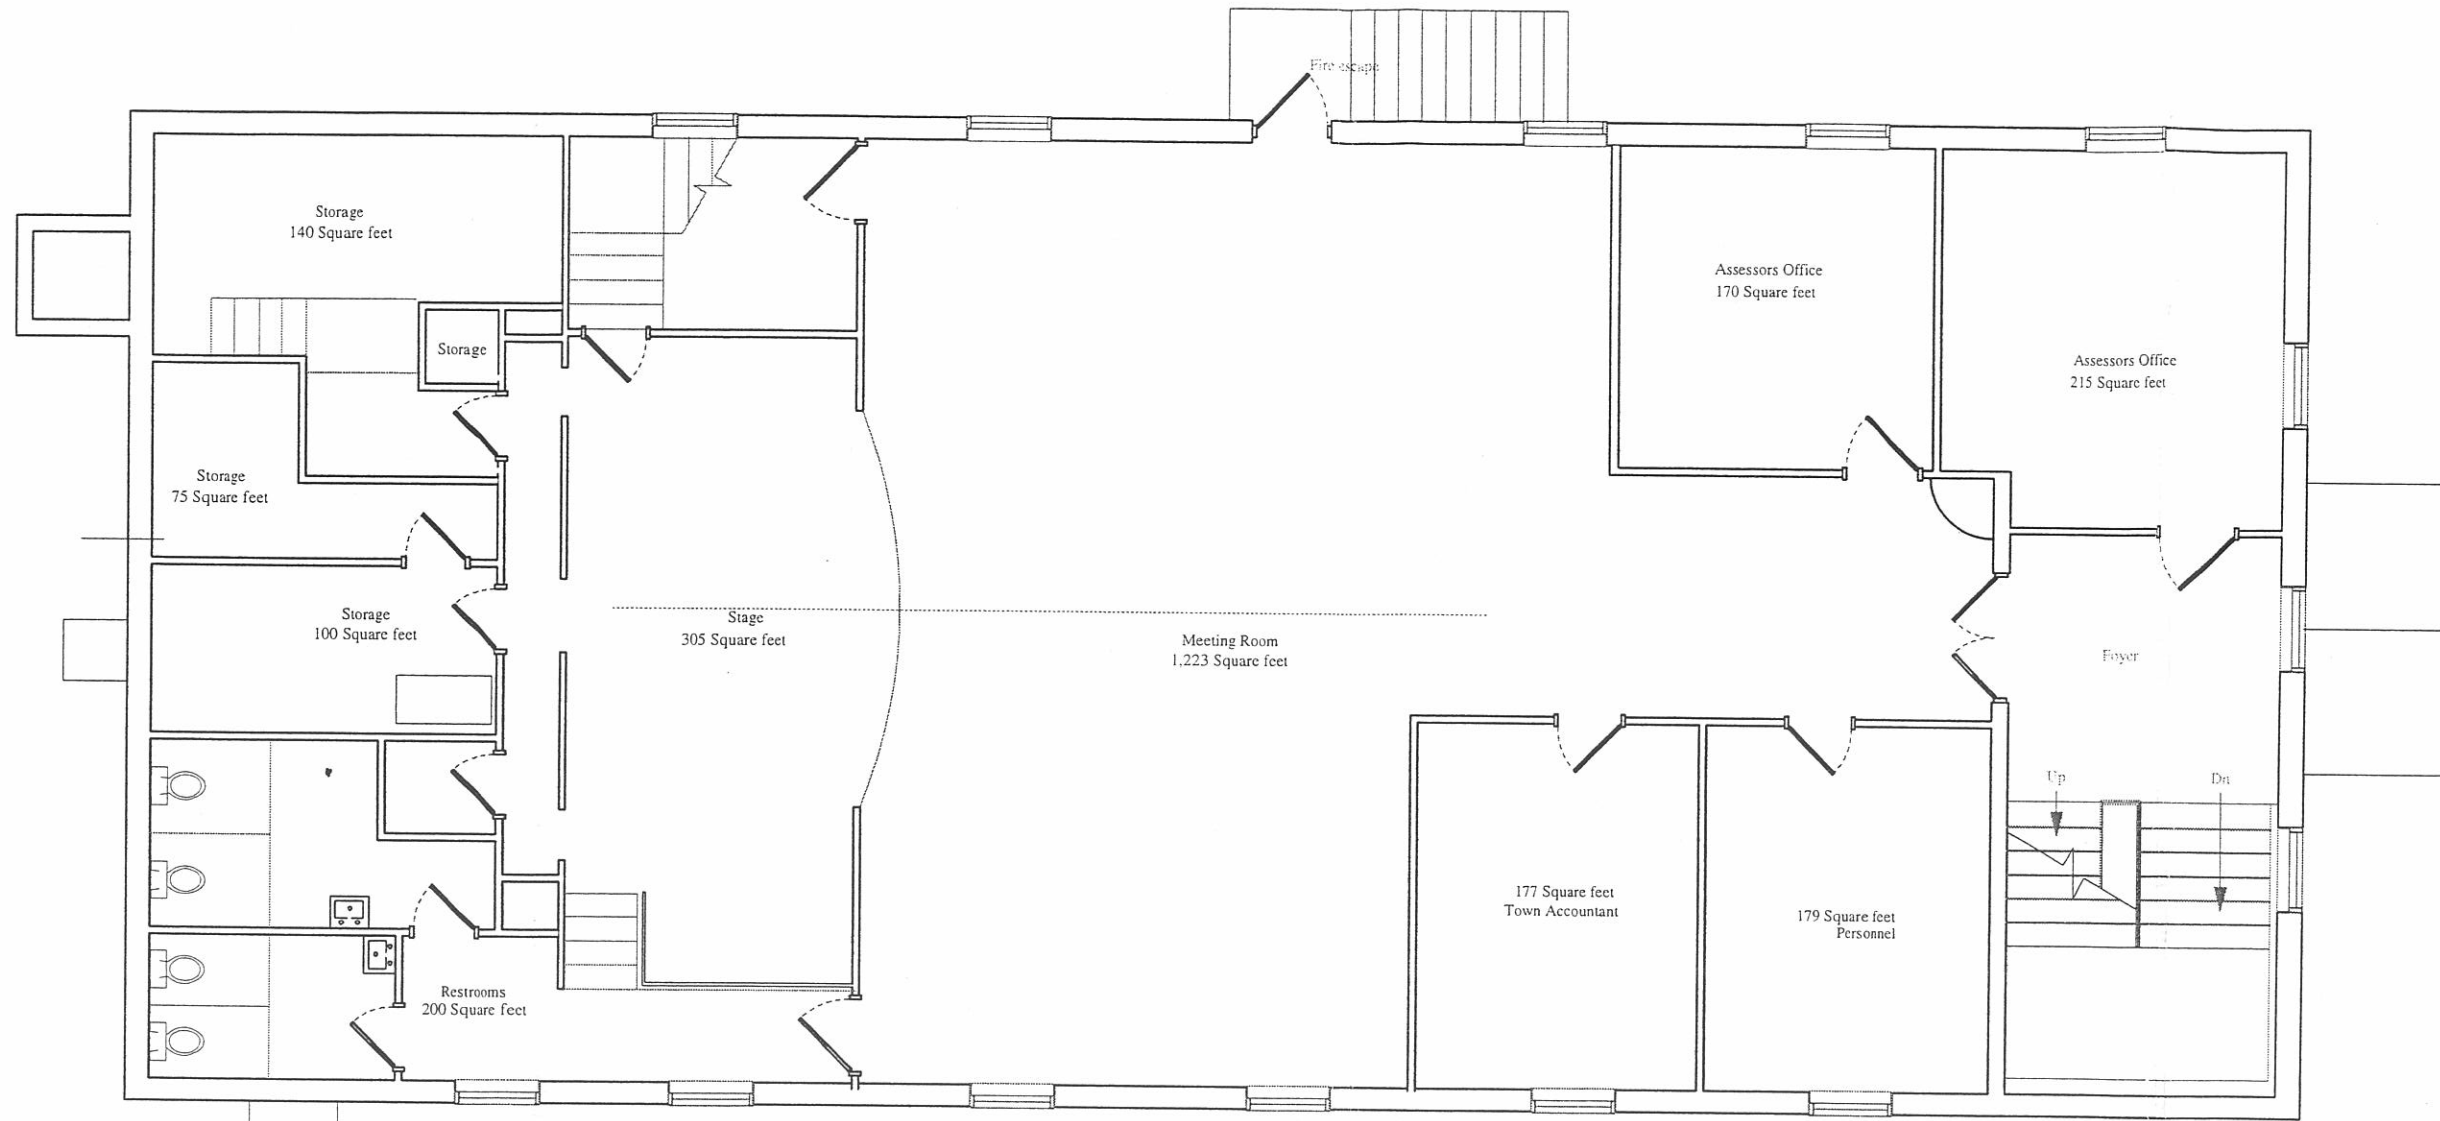 Fire escape
Storage
140 Square feet
Assessors Office
170 Square feet
Storage
Assessors Office
215 Square feet
Storage
75 Square feet
Storage
100 Square feet
Stage
305 Square feet
Meeting Room
1,223 Square feet
Foyer
Up
Dn
177 Square feet
Town Accountant
179 Square feet
Personnel
Restrooms
200 Square feet